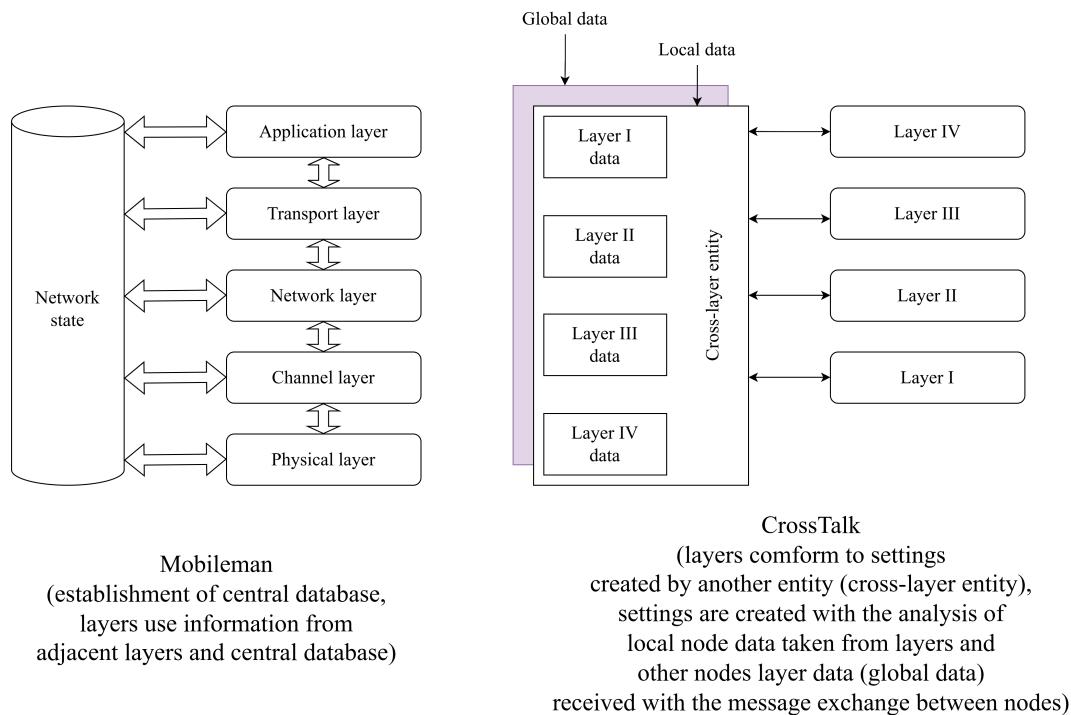 Global data
Local data
Network
state
Application layer
Transport layer
Network layer
Channel layer
Physical layer
Layer I
data
Layer II
data
Layer III
data
Layer IV
data
Cross-layer entity
Layer IV
Layer III
Layer II
Layer I
Mobileman
(establishment of central database,
layers use information from
adjacent layers and central database)
CrossTalk
(layers comform to settings
created by another entity (cross-layer entity),
settings are created with the analysis of
local node data taken from layers and
other nodes layer data (global data)
received with the message exchange between nodes)